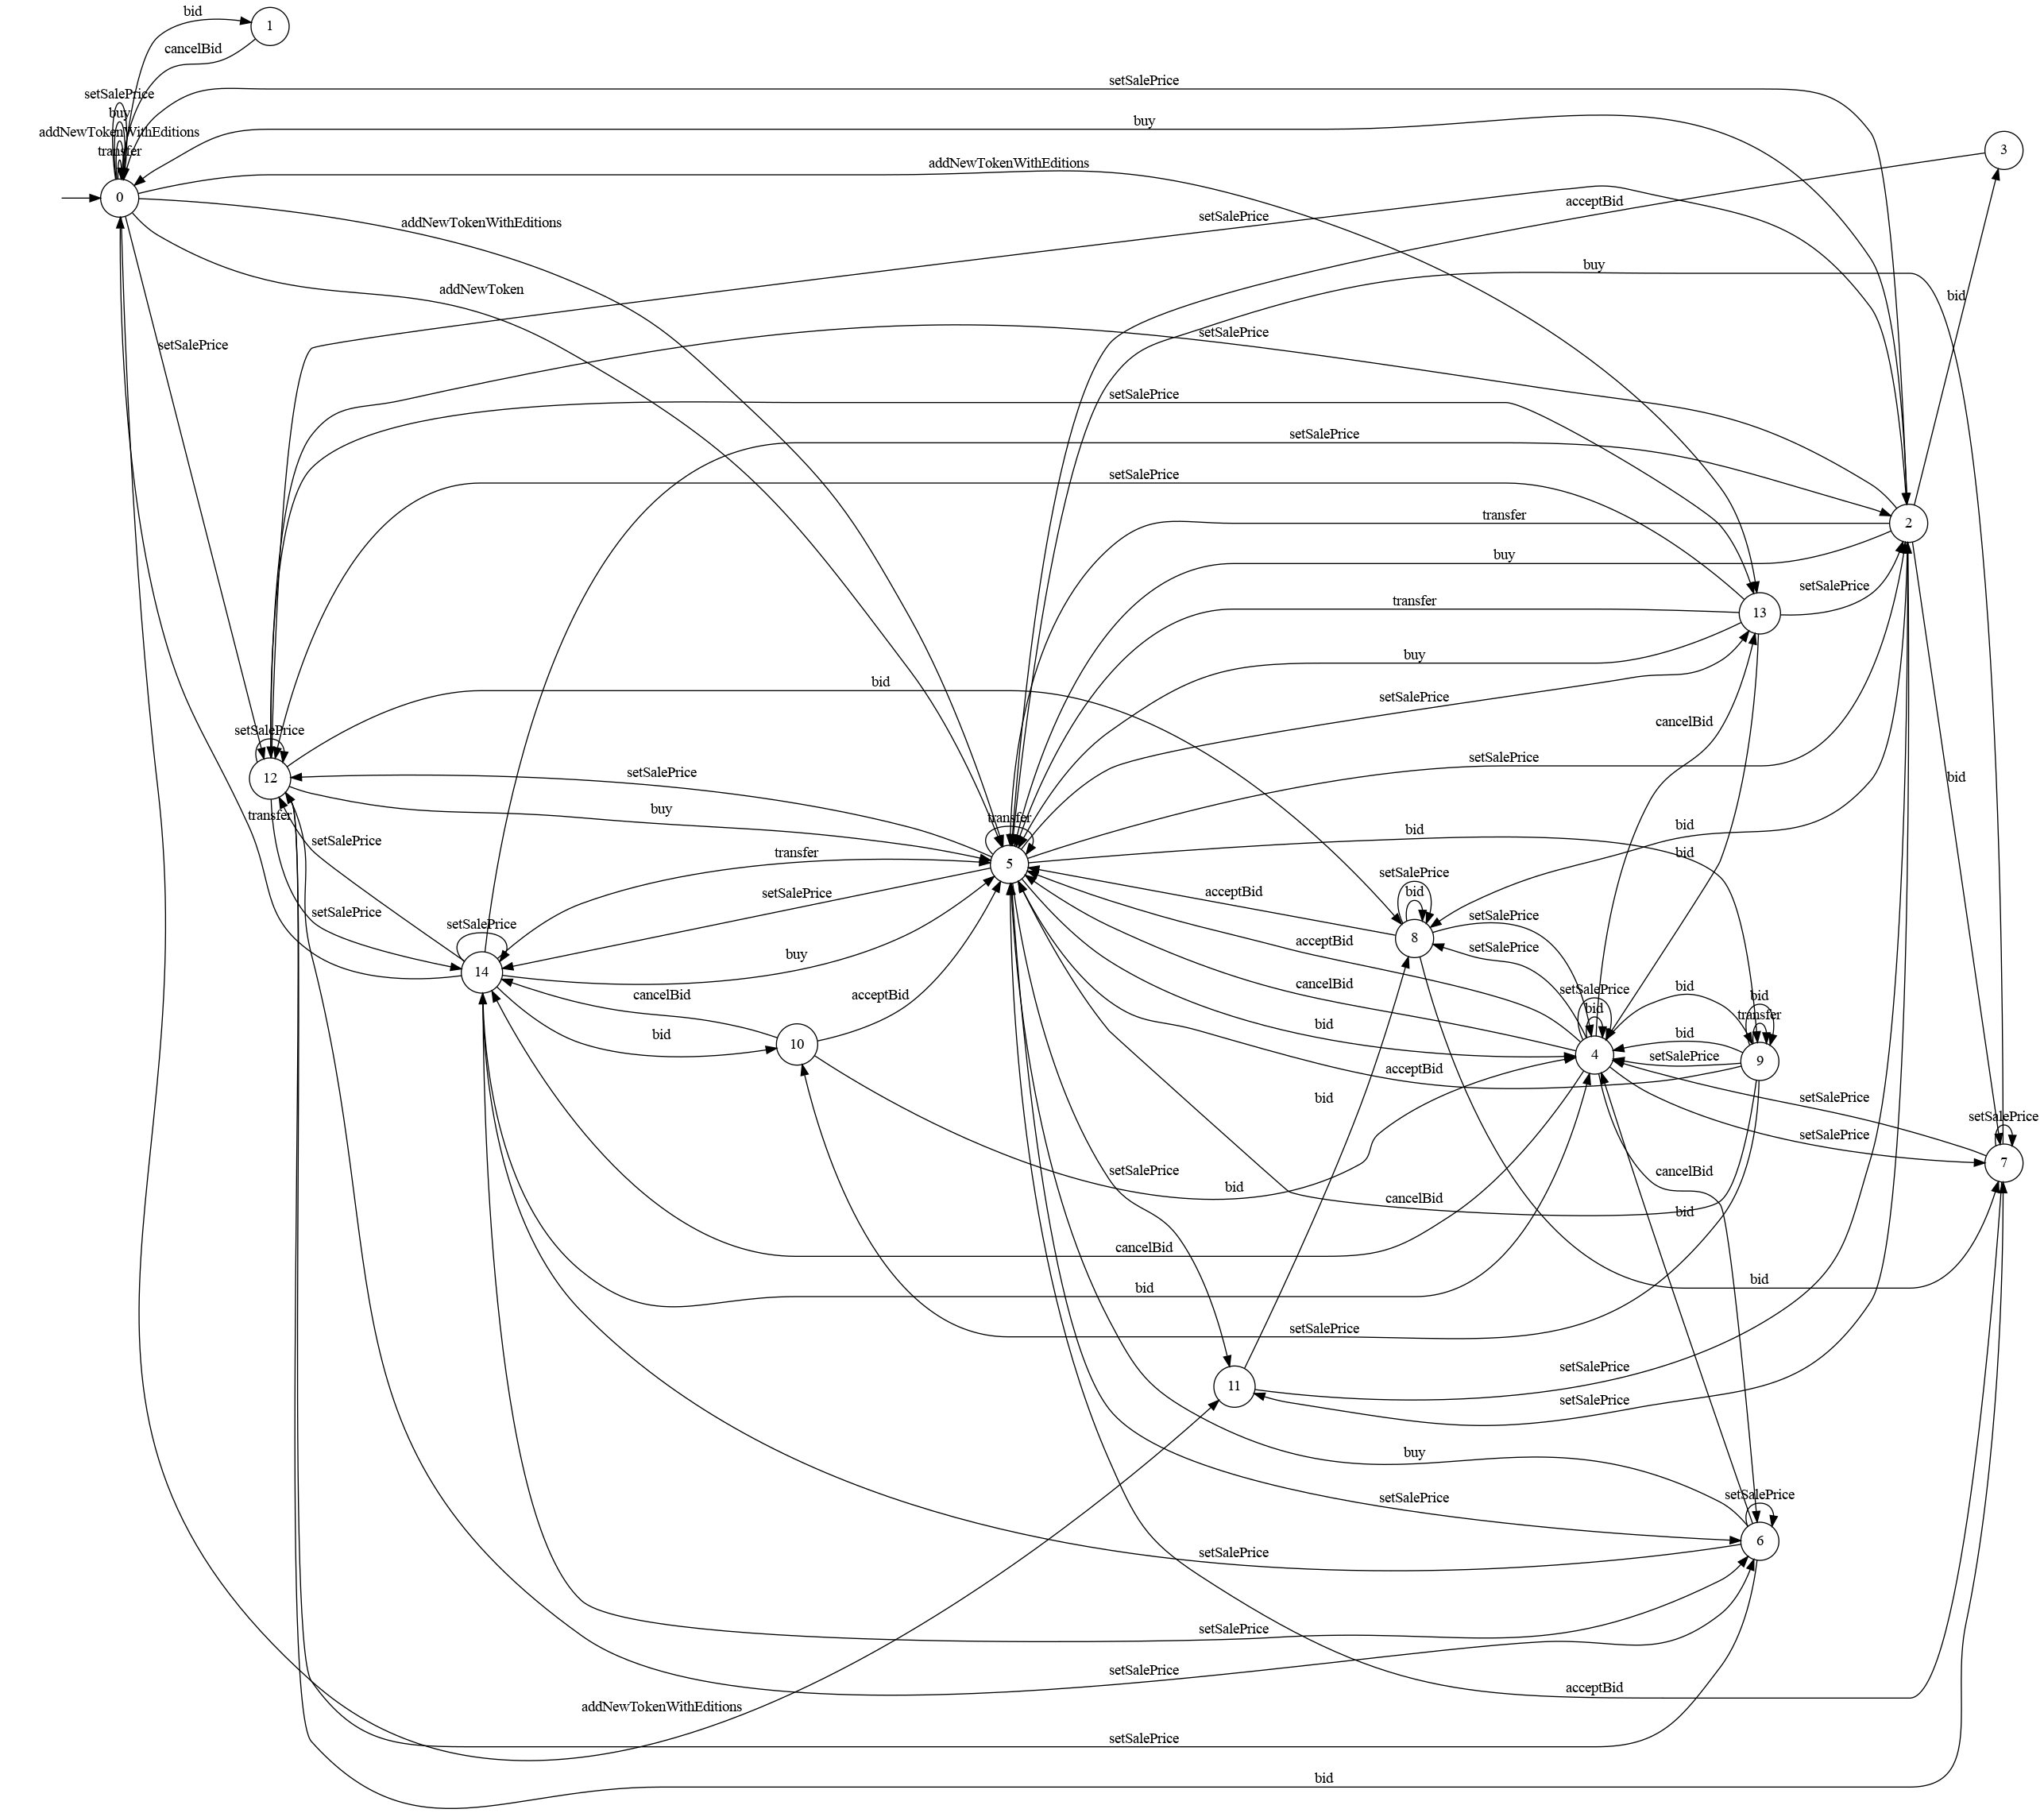 bid
1
cancelBid
setSalePrice
setSalePrice
buy
buy
addNewTokenWithEditions
transfer
3
addNewTokenWithEditions
0
acceptBid
setSalePrice
addNewTokenWithEditions
buy
addNewToken
bid
setSalePrice
setSalePrice
setSalePrice
setSalePrice
setSalePrice
transfer
2
buy
setSalePrice
transfer
13
buy
bid
setSalePrice
cancelBid
setSalePrice
setSalePrice
setSalePrice
12
bid
buy
transfer
transfer
bid
bid
setSalePrice
transfer
bid
5
setSalePrice
setSalePrice
setSalePrice
bid
setSalePrice
setSalePrice
8
acceptBid
setSalePrice
buy
14
cancelBid
acceptBid
cancelBid
bid
setSalePrice
bid
bid
transfer
bid
bid
10
bid
4
setSalePrice
9
acceptBid
bid
setSalePrice
setSalePrice
setSalePrice
7
setSalePrice
cancelBid
bid
cancelBid
bid
cancelBid
bid
bid
setSalePrice
setSalePrice
11
setSalePrice
buy
setSalePrice
setSalePrice
6
setSalePrice
setSalePrice
setSalePrice
acceptBid
addNewTokenWithEditions
setSalePrice
bid